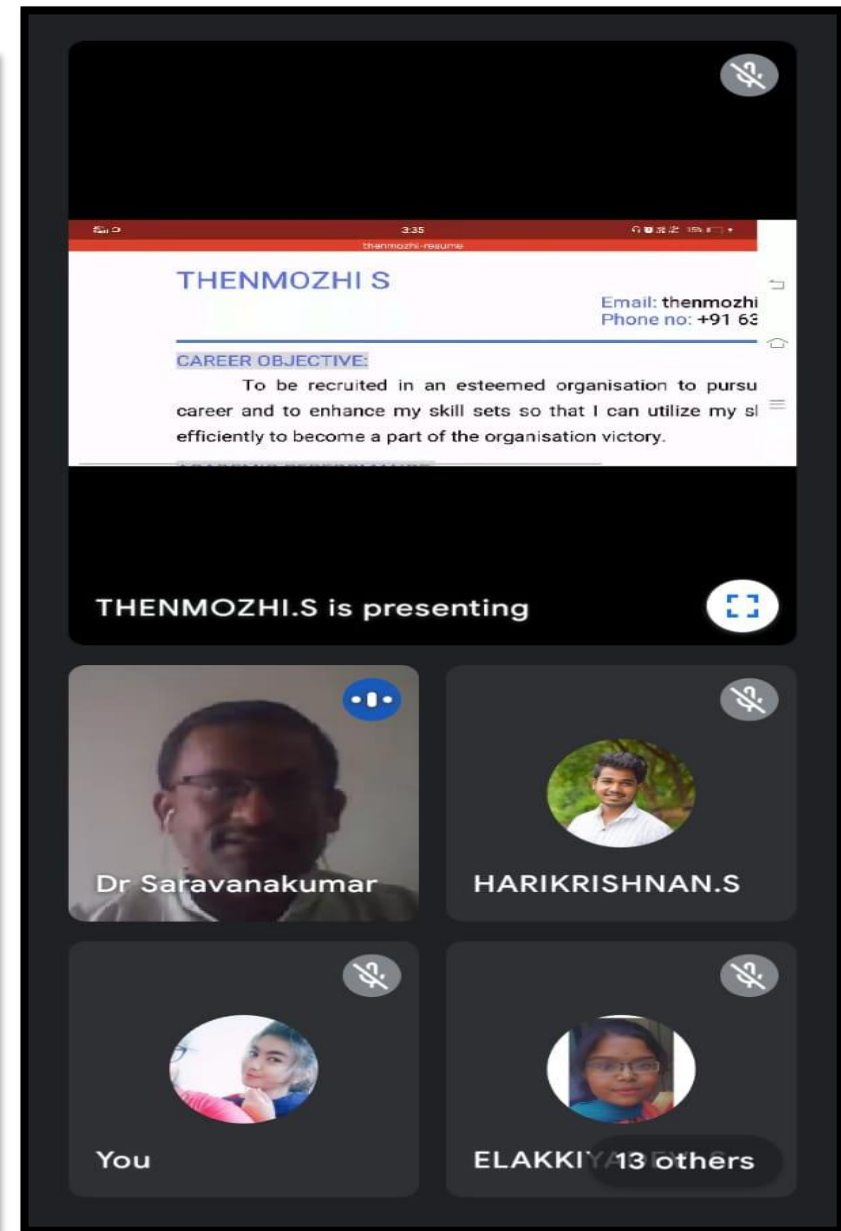 3:35
15%
thenmozhi-resume
THENMOZHI S
Email: thenmozhi
Phone no: +91 63
CAREER OBJECTIVE:
To be recruited in an esteemed organisation to pursu
career and to enhance my skill sets so that I can utilize my sl
efficiently to become a part of the organisation victory.
THENMOZHI.S is presenting
Dr Saravanakumar
HARIKRISHNAN.S
You
ELAKKIY
13 others